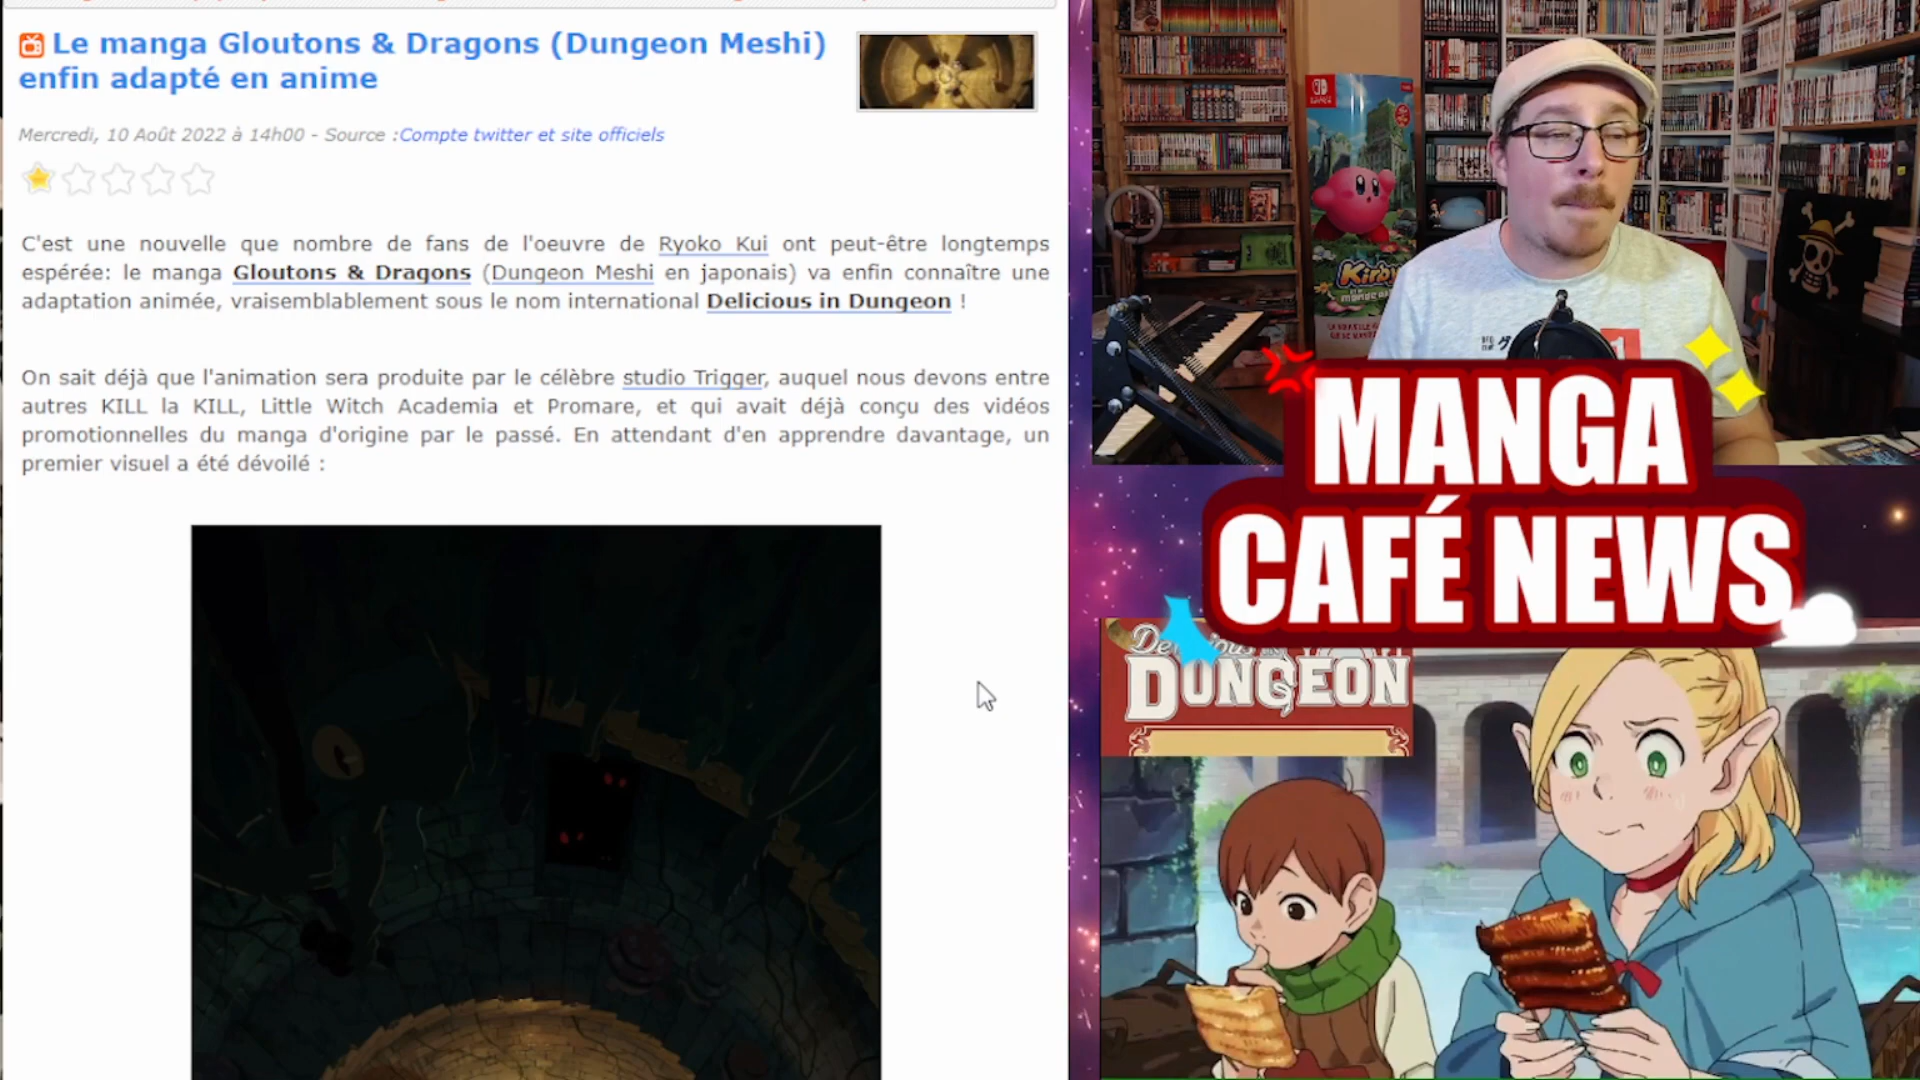 Le manga Gloutons & Dragons (Dungeon Meshi)
enfin adapté en anime
Mercredi, 10 Août 2022 à 14h00 - Source :Compte twitter et site officiels
C'est une nouvelle que nombre de fans de l'oeuvre de Ryoko Kui ont peut-être longtemps
espérée: le manga Gloutons & Dragons (Dungeon Meshi en japonais) va enfin connaître une
adaptation animée, vraisemblablement sous le nom international Delicious in Dungeon !
On sait déjà que l'animation sera produite par le célèbre studio Trigger, auquel nous devons entre
autres KILL la KILL, Little Witch Academia et Promare, et qui avait déjà conçu des vidéos
promotionnelles du manga d'origine par le passé. En attendant d'en apprendre davantage, un
premier visuel a été dévoilé :
Kirby
MANGA
CAFÉ NEWS
DUNGEON